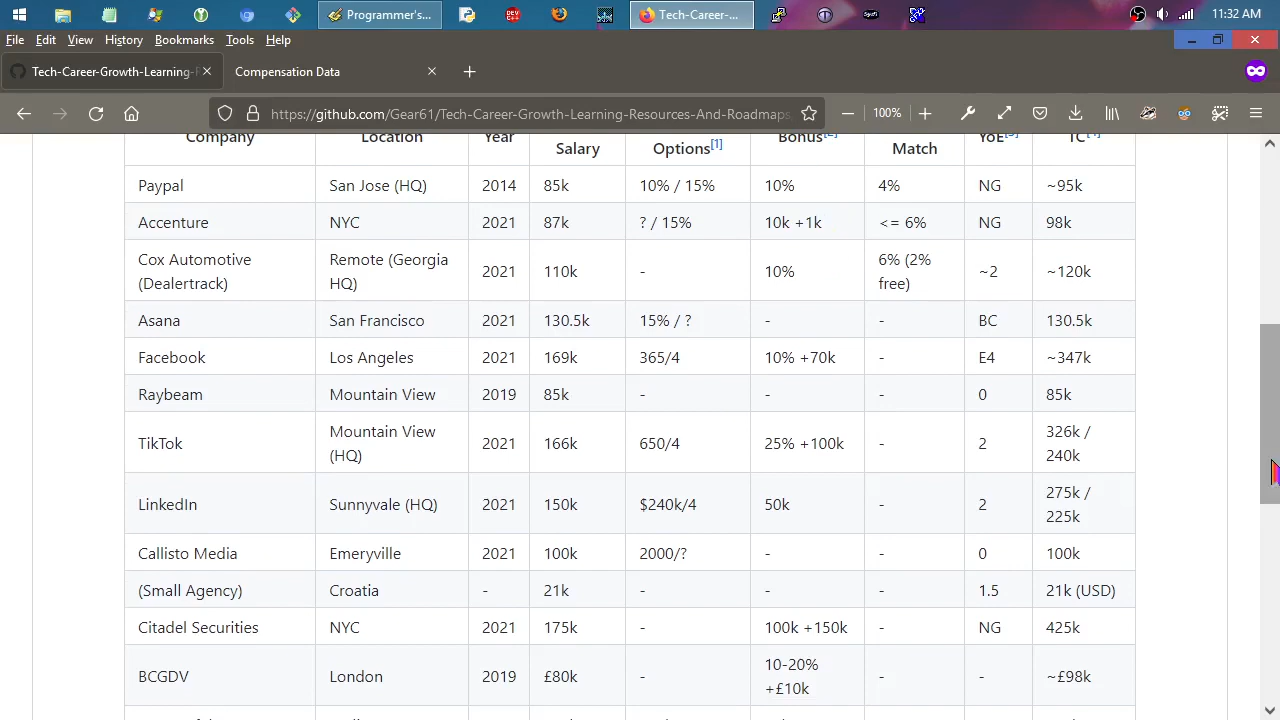 Programmer's...
Tech-Career-...
11:32 AM
File Edit View History Bookmarks Tools Help
Tech-Career-Growth-Learning-R
Compensation Data
https://github.com/Gear61/Tech-Career-Growth-Learning-Resources-And-Roadmaps.
100%
Company Location Year Salary Options[1] Bonus[2] Match YoE[3] TC[4]
Paypal San Jose (HQ) 2014 85k 10% / 15% 10% 4% NG ~95k
Accenture NYC 2021 87k ? / 15% 10k +1k <= 6% NG 98k
Cox Automotive (Dealertrack) Remote (Georgia HQ) 2021 110k - 10% 6% (2% free) ~2 ~120k
Asana San Francisco 2021 130.5k 15% / ? - - BC 130.5k
Facebook Los Angeles 2021 169k 365/4 10% +70k - E4 ~347k
Raybeam Mountain View 2019 85k - - - 0 85k
TikTok Mountain View (HQ) 2021 166k 650/4 25% +100k - 2 326k / 240k
LinkedIn Sunnyvale (HQ) 2021 150k $240k/4 50k - 2 275k / 225k
Callisto Media Emeryville 2021 100k 2000/? - - 0 100k
(Small Agency) Croatia - 21k - - - 1.5 21k (USD)
Citadel Securities NYC 2021 175k - 100k +150k - NG 425k
BCGDV London 2019 £80k - 10-20% +£10k - - ~£98k